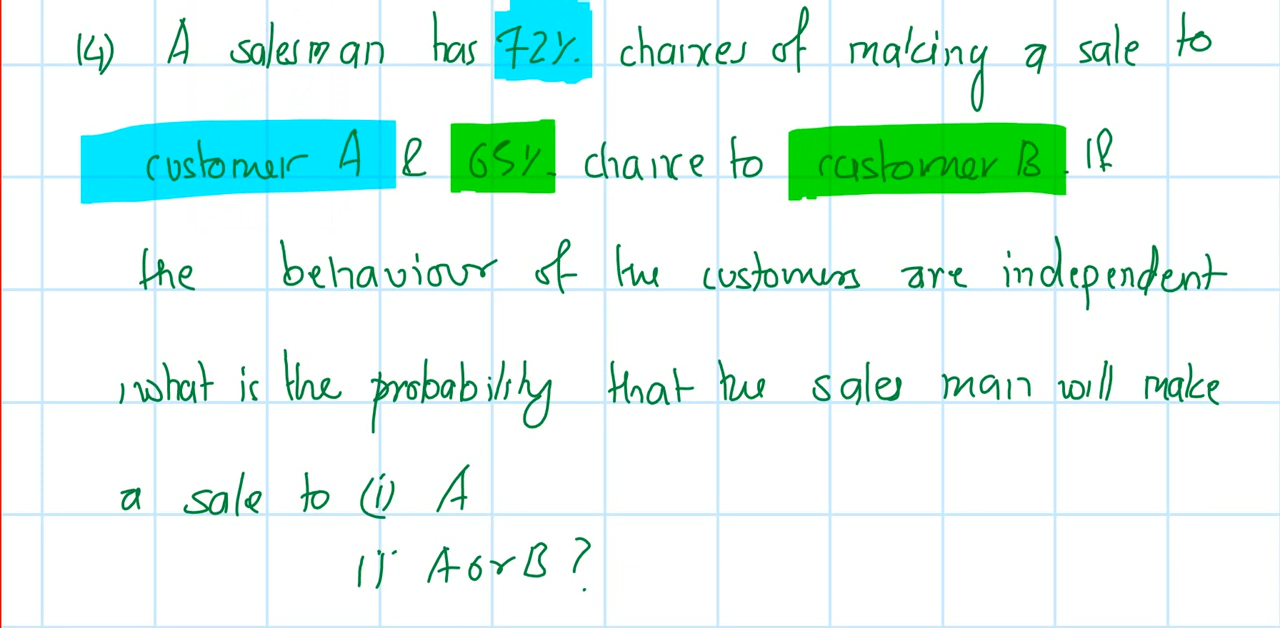 (4) A salesman has 72% chances of making a sale to
customer A & 65% chance to customer B. If
the behaviour of the customers are independent
, what is the probability that the sales man will make
a sale to (i) A
ii) A or B?